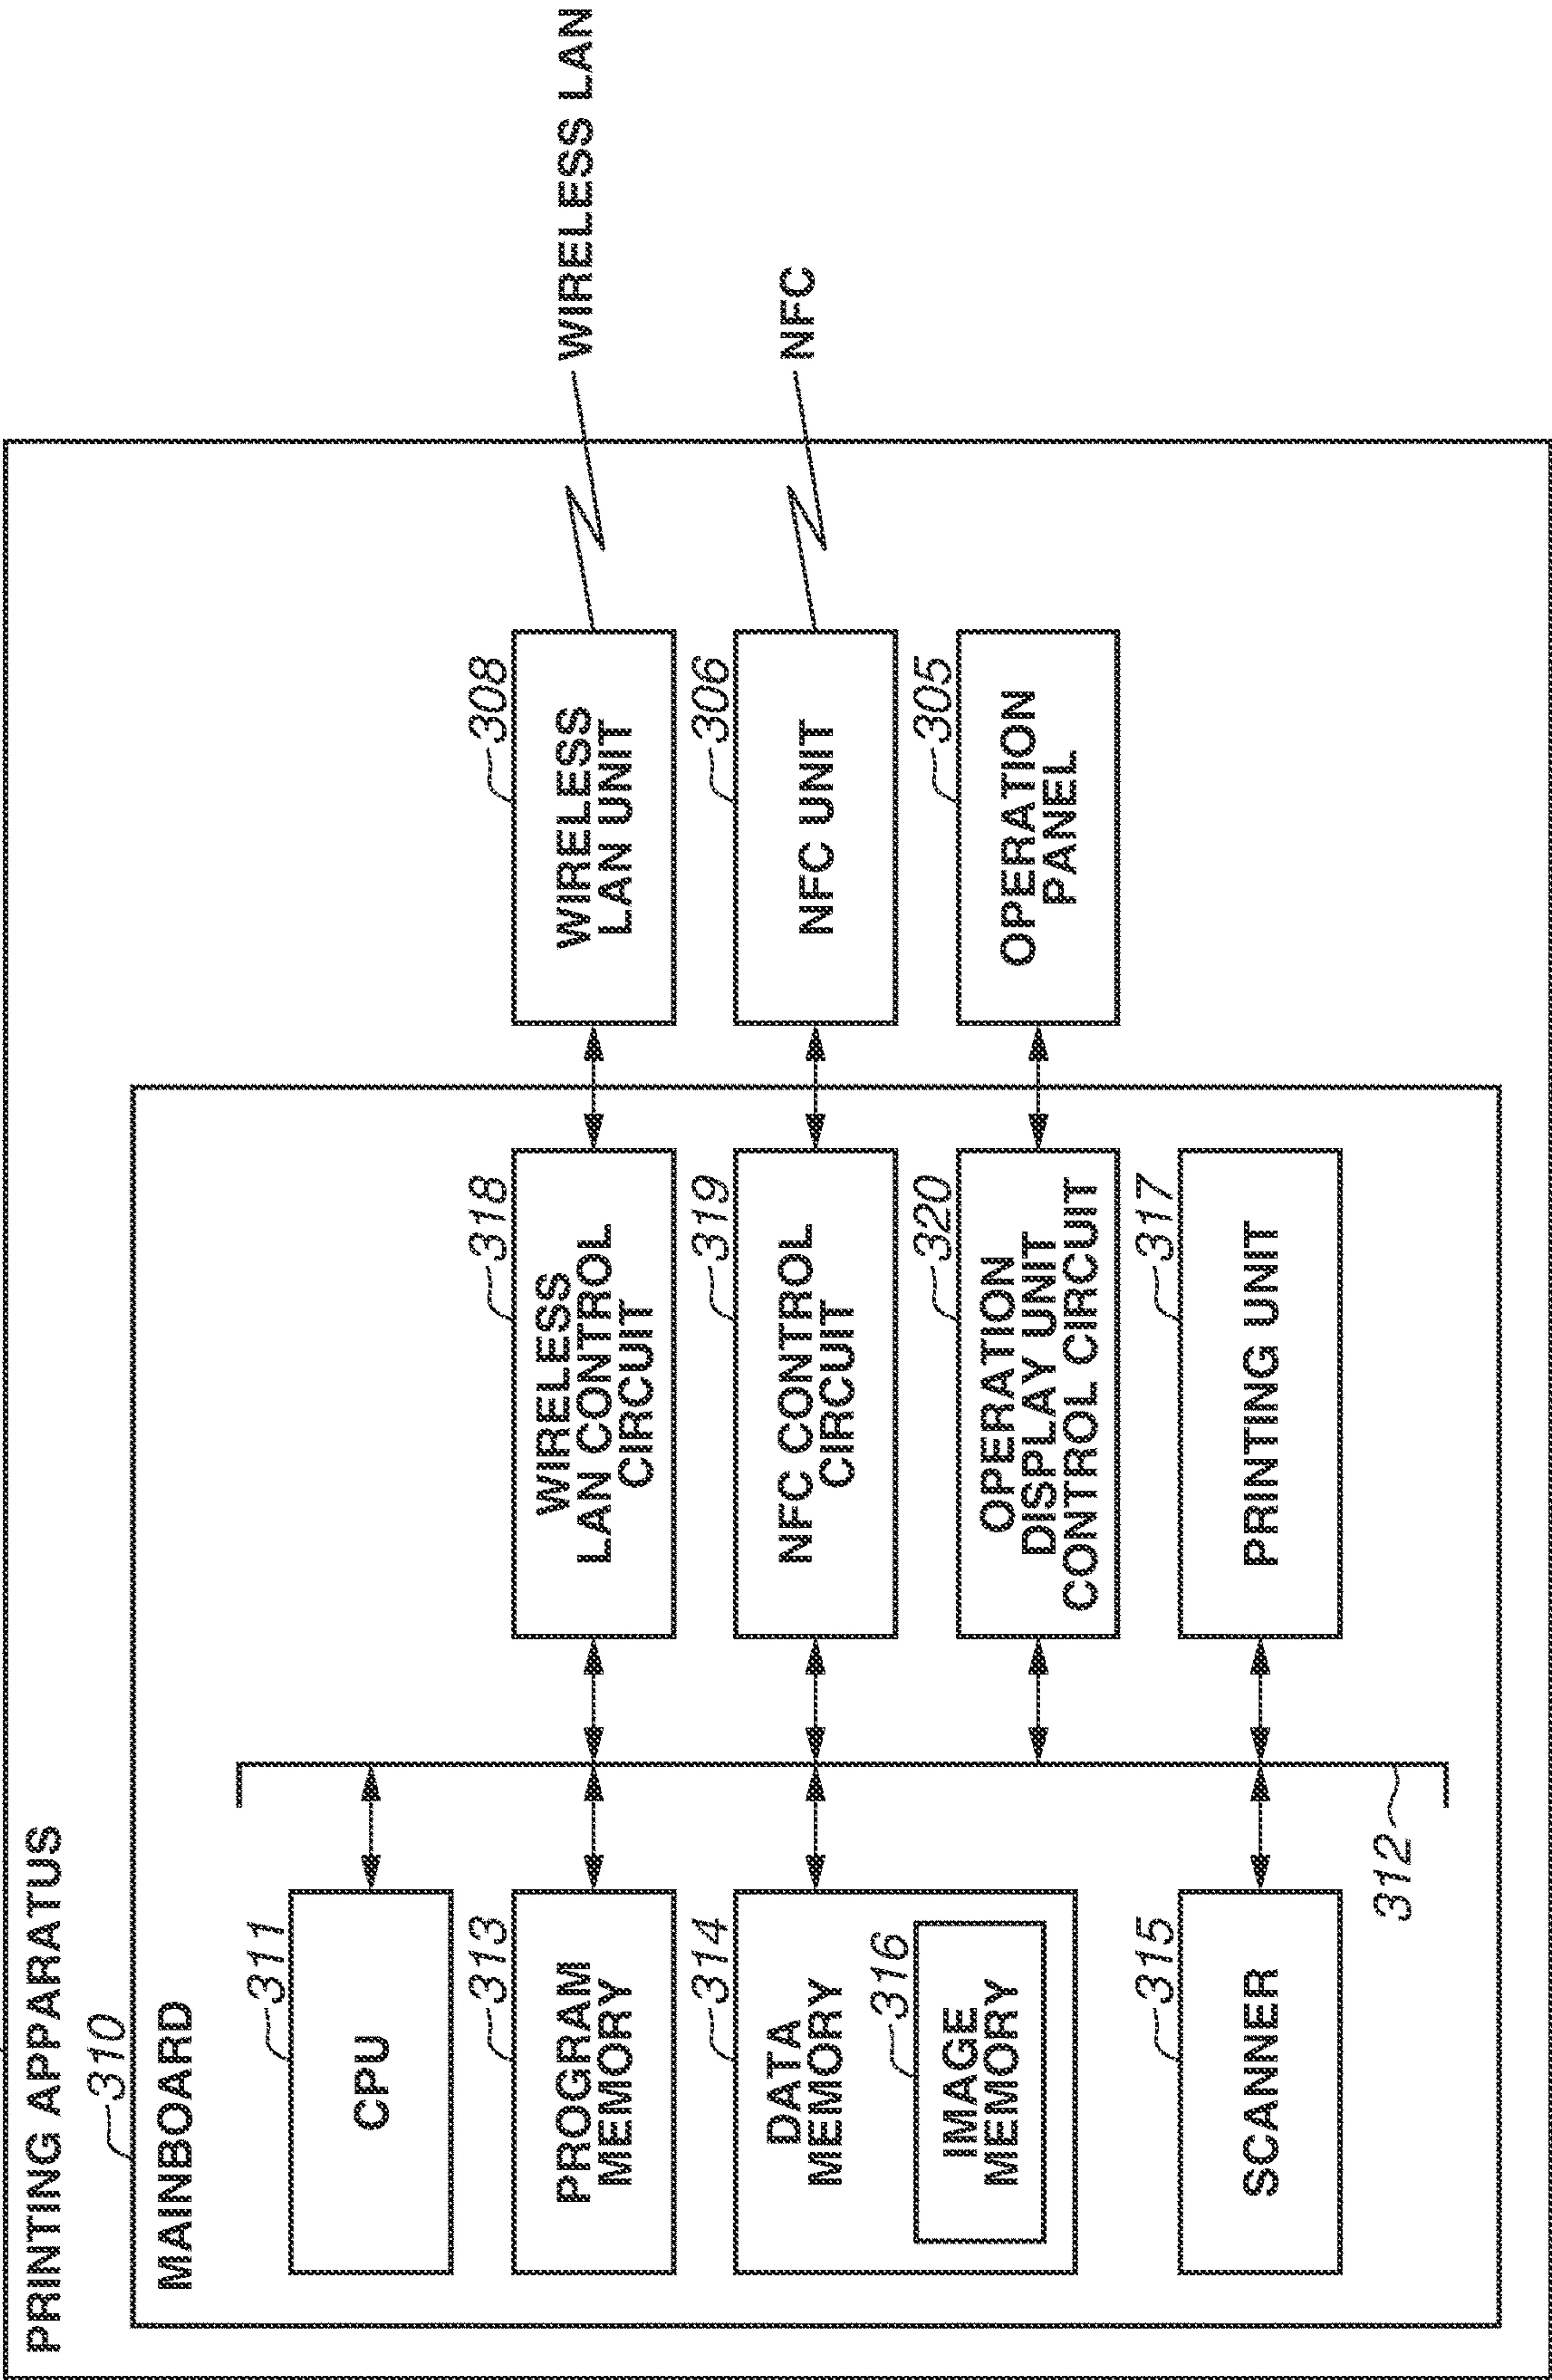 PRINTING APPARATUS
310
MAINBOARD
311
CPU
313
PROGRAM
MEMORY
314
DATA
MEMORY
316
IMAGE
MEMORY
315
SCANNER
312
318
WIRELESS
LAN CONTROL
CIRCUIT
319
NFC CONTROL
CIRCUIT
320
OPERATION
DISPLAY UNIT
CONTROL CIRCUIT
317
PRINTING UNIT
308
WIRELESS
LAN UNIT
306
NFC UNIT
305
OPERATION
PANEL
WIRELESS LAN
NFC